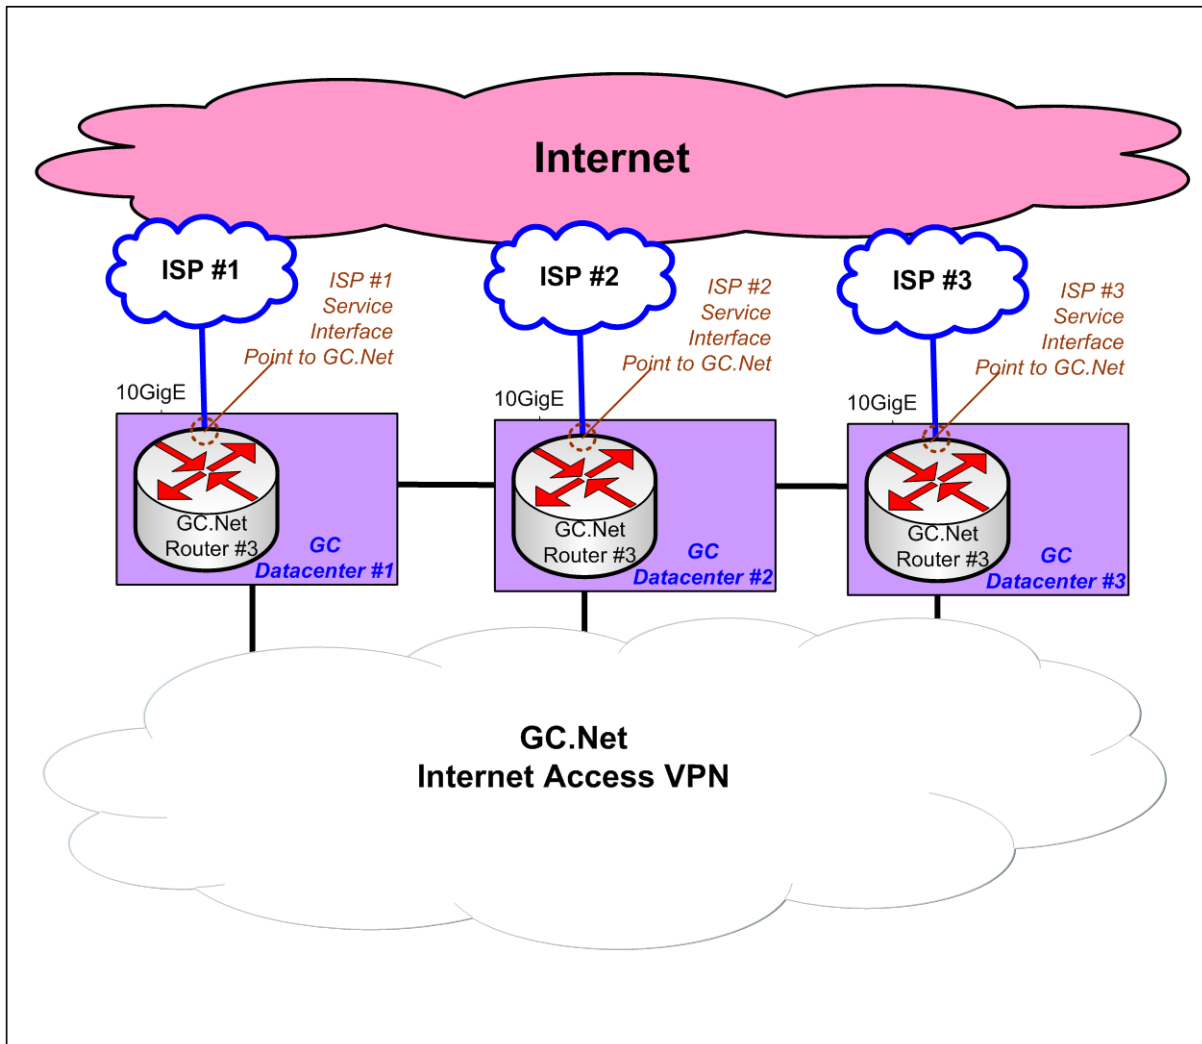 Internet
ISP #1
ISP #1
Service
Interface
Point to GC.Net
10GigE
GC.Net
Router #3
GC
Datacenter #1
ISP #2
ISP #2
Service
Interface
Point to GC.Net
10GigE
GC.Net
Router #3
GC
Datacenter #2
ISP #3
ISP #3
Service
Interface
Point to GC.Net
10GigE
GC.Net
Router #3
GC
Datacenter #3
GC.Net
Internet Access VPN